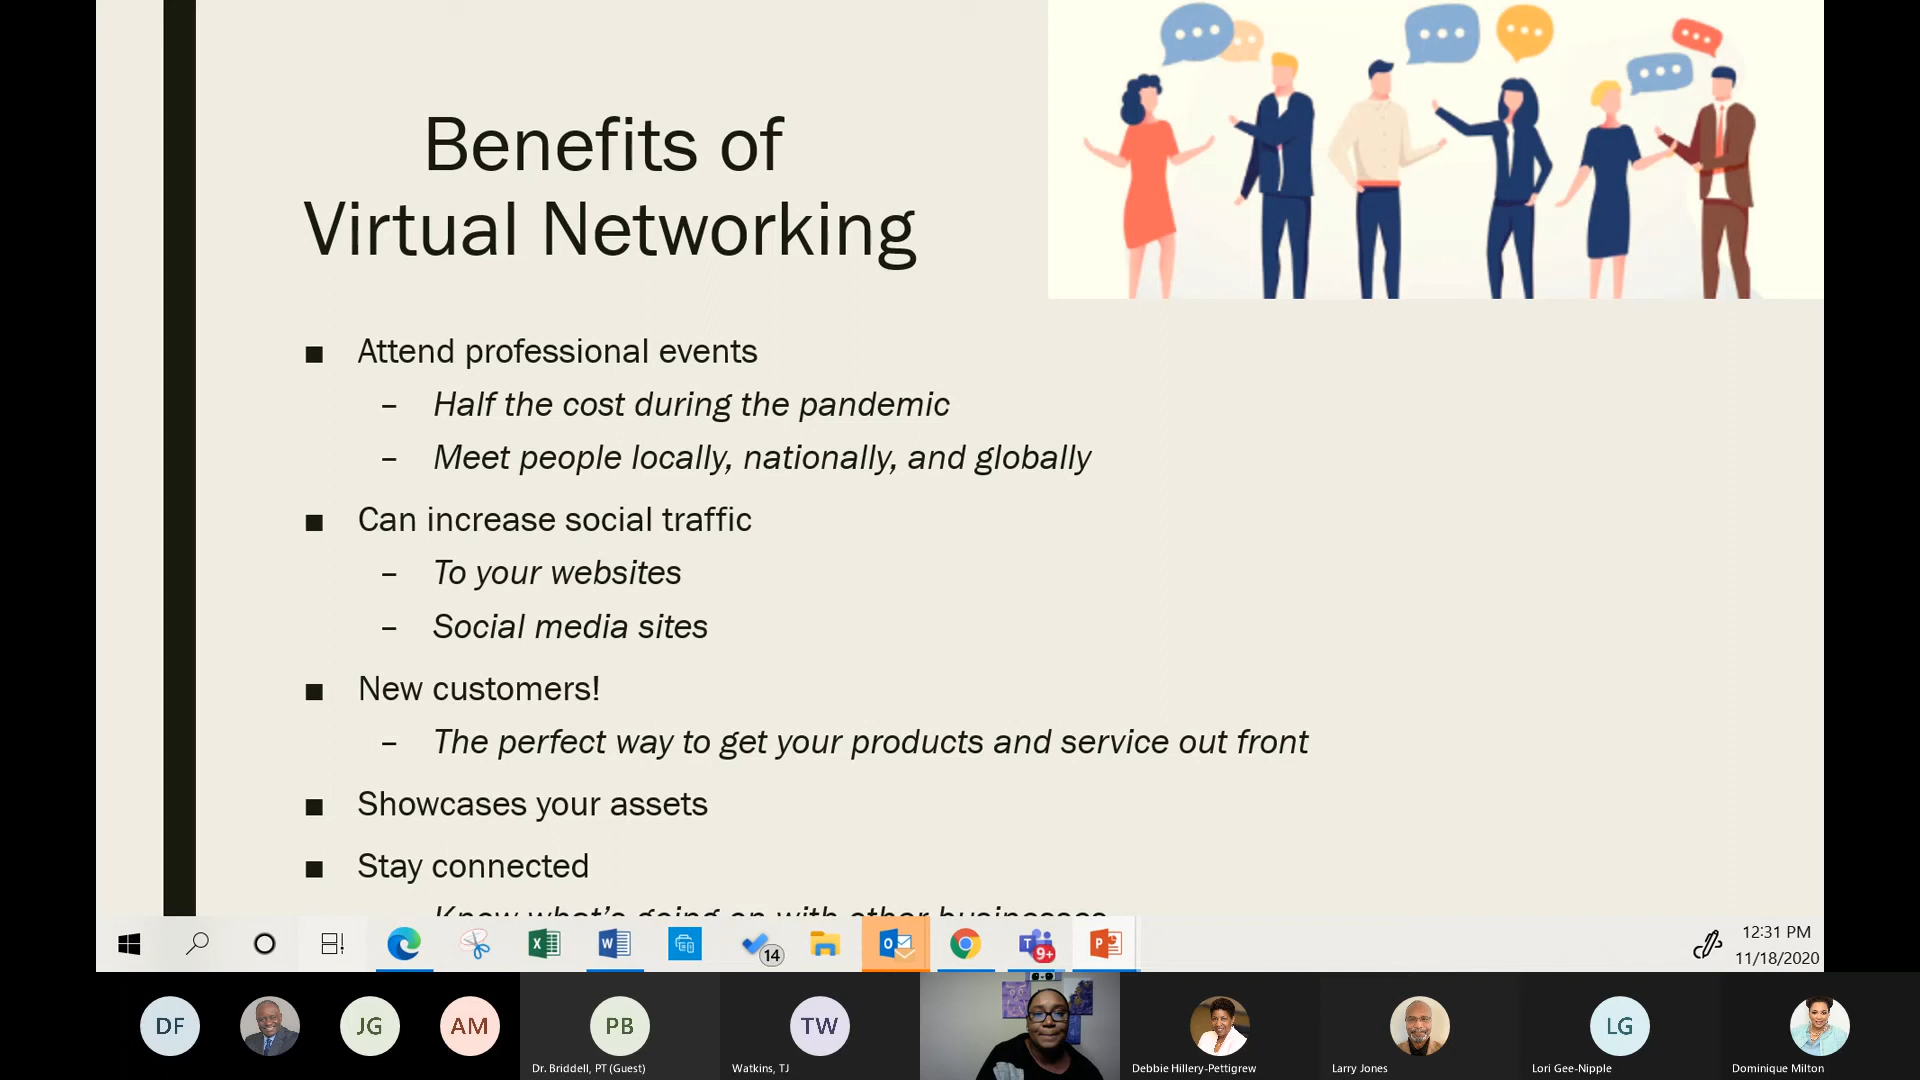 Benefits of
Virtual Networking
■ Attend professional events
– Half the cost during the pandemic
– Meet people locally, nationally, and globally
■ Can increase social traffic
– To your websites
– Social media sites
■ New customers!
– The perfect way to get your products and service out front
■ Showcases your assets
■ Stay connected
Know what's going on with other businesses
14
9+
12:31 PM
11/18/2020
DF
JG
AM
PB
TW
LG
Dr. Briddell, PT (Guest)
Watkins, TJ
Debbie Hillery-Pettigrew
Larry Jones
Lori Gee-Nipple
Dominique Milton